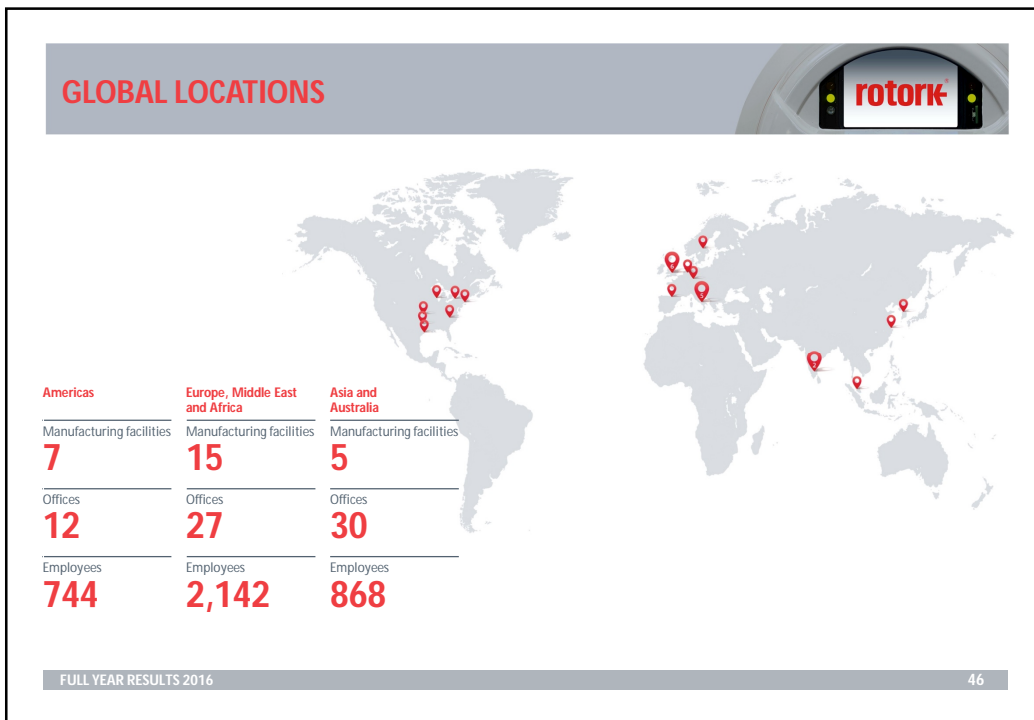 GLOBAL LOCATIONS
rotork
Americas
Manufacturing facilities
7
Offices
12
Employees
744
Europe, Middle East
and Africa
Manufacturing facilities
15
Offices
27
Employees
2,142
Asia and
Australia
Manufacturing facilities
5
Offices
30
Employees
868
5
2
FULL YEAR RESULTS 2016
46